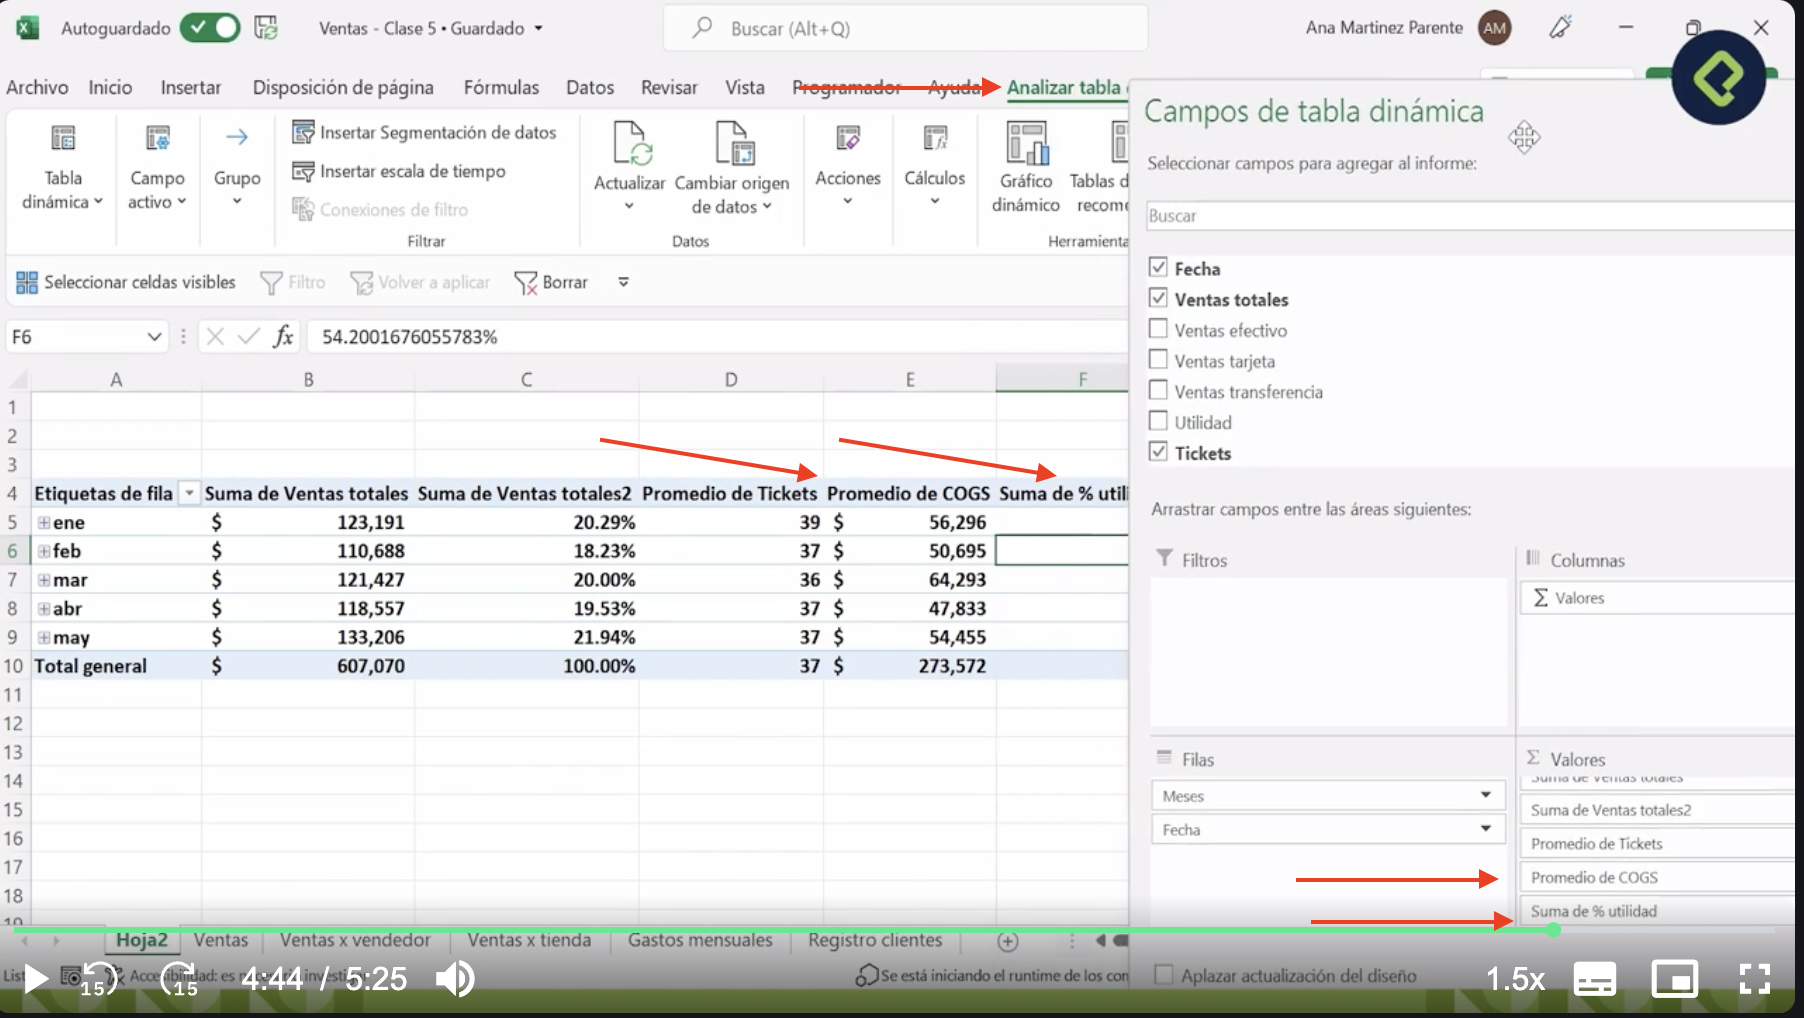 Autoguardado
Ventas - Clase 5 • Guardado
Buscar (Alt+Q)
Ana Martinez Parente
AM
Archivo Inicio Insertar Disposición de página Fórmulas Datos Revisar Vista Programador Ayuda Analizar tabla
Tabla dinámica
Campo activo
Grupo
Insertar Segmentación de datos
Insertar escala de tiempo
Conexiones de filtro
Filtrar
Actualizar
Cambiar origen de datos
Datos
Acciones
Cálculos
Gráfico dinámico
Tablas d
recome
Herramienta
Seleccionar celdas visibles Filtro Volver a aplicar Borrar
F6 fx 54.2001676055783%
A B C D E F
1
2
3
4 Etiquetas de fila Suma de Ventas totales Suma de Ventas totales2 Promedio de Tickets Promedio de COGS Suma de % utili
5 ene $ 123,191 20.29% 39 $ 56,296
6 feb $ 110,688 18.23% 37 $ 50,695
7 mar $ 121,427 20.00% 36 $ 64,293
8 abr $ 118,557 19.53% 37 $ 47,833
9 may $ 133,206 21.94% 37 $ 54,455
10 Total general $ 607,070 100.00% 37 $ 273,572
11
12
13
14
15
16
17
18
19
Campos de tabla dinámica
Seleccionar campos para agregar al informe:
Buscar
Fecha
Ventas totales
Ventas efectivo
Ventas tarjeta
Ventas transferencia
Utilidad
Tickets
Arrastrar campos entre las áreas siguientes:
Filtros
Columnas
Σ Valores
Filas
Meses
Fecha
Σ Valores
Suma de Ventas totales
Suma de Ventas totales2
Promedio de Tickets
Promedio de COGS
Suma de % utilidad
Hoja2 Ventas Ventas x vendedor Ventas x tienda Gastos mensuales Registro clientes
List
Accesibilidad: es necesario investigar
Se está iniciando el runtime de los con
Aplazar actualización del diseño
15 15 4:44 / 5:25
1.5x